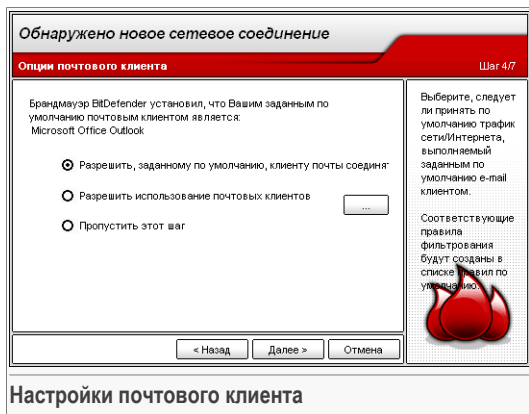 Обнаружено новое сетевое соединение
Опции почтового клиента
Шаг 4/7
Брандмауэр BitDefender установил, что Вашим заданным по
умолчанию почтовым клиентом является:
Microsoft Office Outlook
Разрешить, заданному по умолчанию, клиенту почты соединят
Разрешить использование почтовых клиентов
...
Пропустить этот шаг
Выберите, следует
ли принять по
умолчанию трафик
сети/Интернета,
выполняемый
заданным по
умолчанию e-mail
клиентом.
Соответствующие
правила
фильтрования
будут созданы в
списке правил по
умолчанию.
< Назад
Далее >
Отмена
Настройки почтового клиента